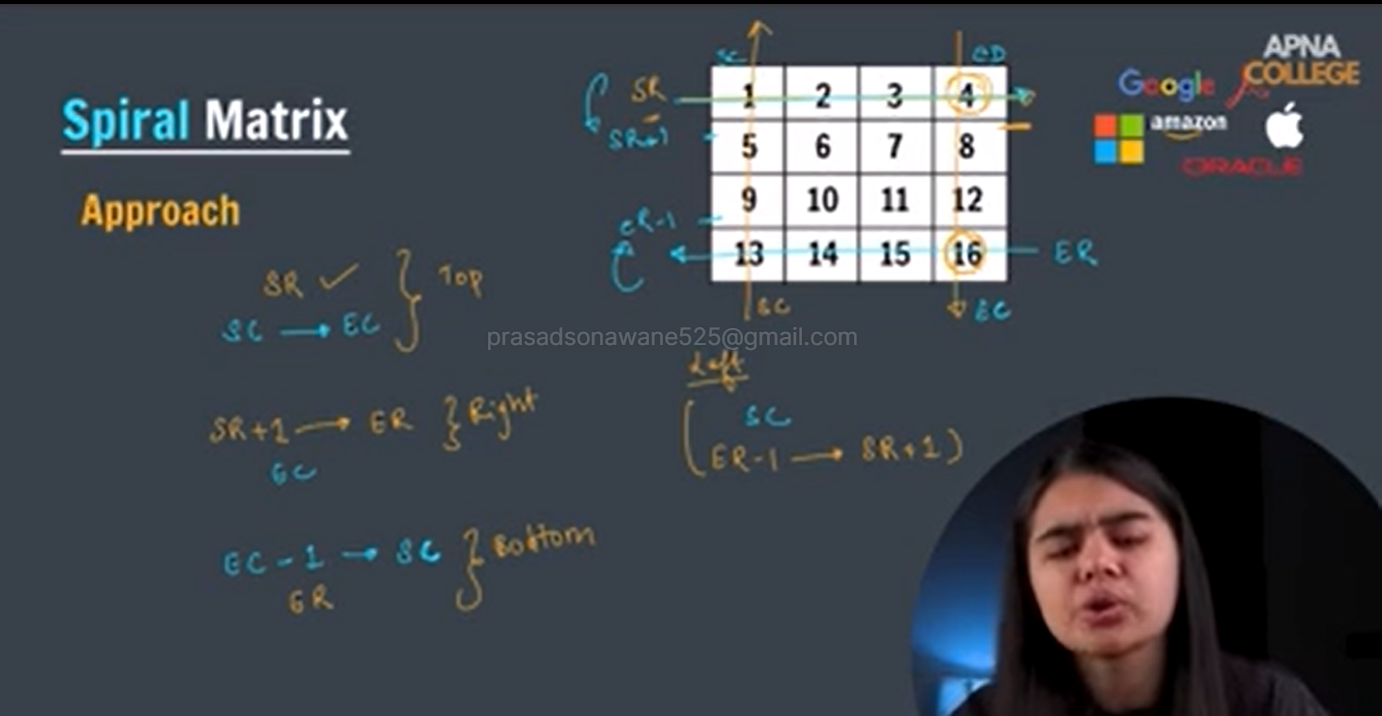 Spiral Matrix
Approach
SR ✓ } Top
SC → EC
SR+1 → ER } Right
EC
EC-1 → SC } Bottom
ER
SC
SR
SR+1
ER-1
1 2 3 4
5 6 7 8
9 10 11 12
13 14 15 16
ER
SC
EC
prasadsonawane525@gmail.com
Left
SC
(ER-1 → SR+1)
APNA
COLLEGE
Google
amazon
ORACLE